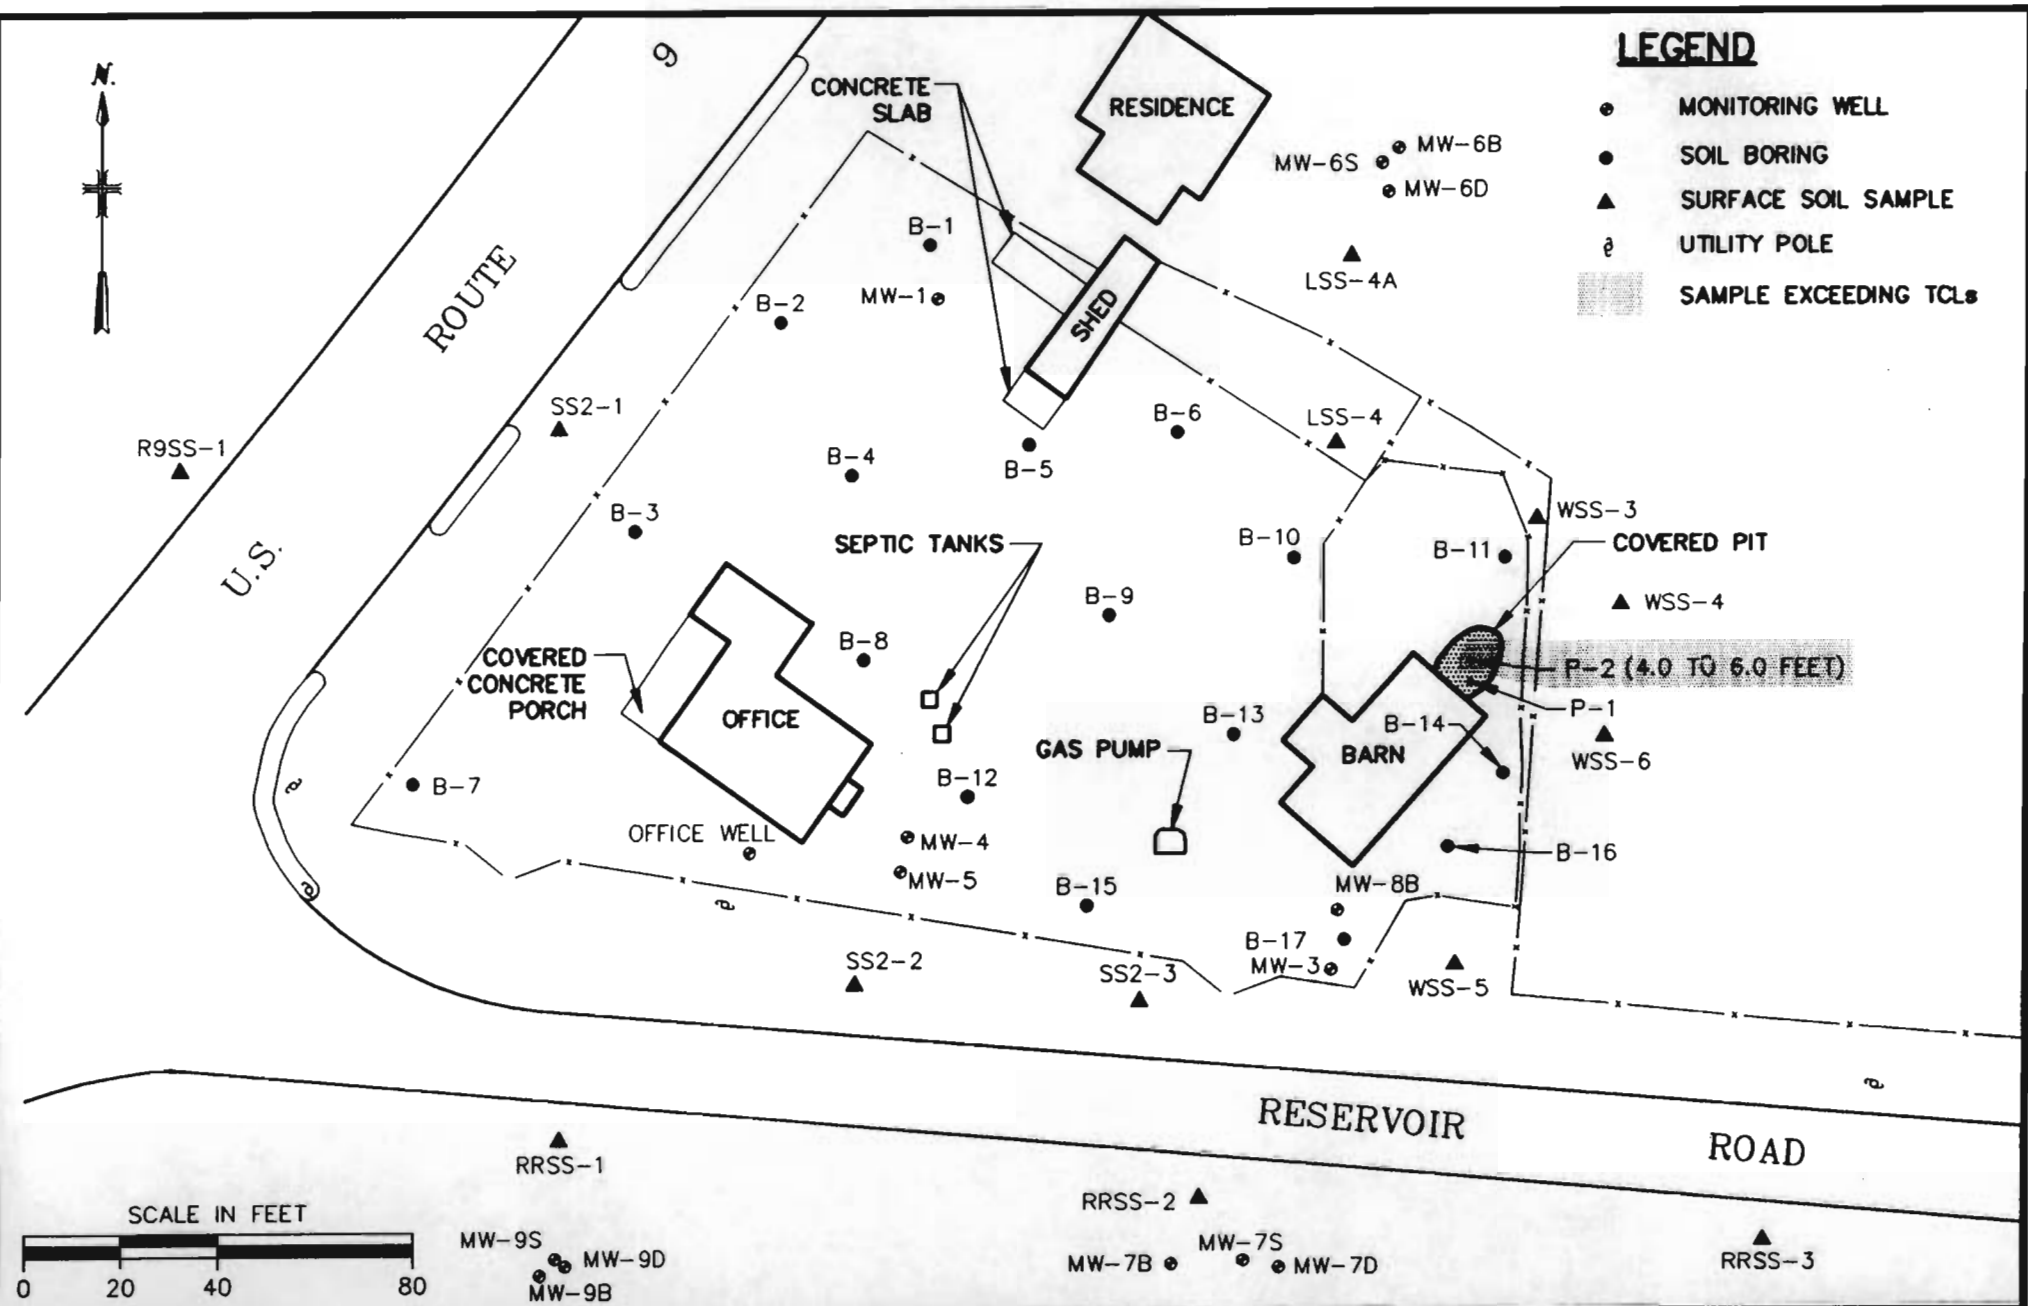 LEGEND
MONITORING WELL
SOIL BORING
SURFACE SOIL SAMPLE
UTILITY POLE
SAMPLE EXCEEDING TCLs
N.
9
ROUTE
U.S.
CONCRETE
SLAB
RESIDENCE
MW-6B
MW-6S
MW-6D
B-1
LSS-4A
MW-1
B-2
SHED
SS2-1
R9SS-1
B-6
LSS-4
B-4
B-5
B-3
WSS-3
SEPTIC TANKS
B-10
B-11
COVERED PIT
B-9
WSS-4
B-8
COVERED
CONCRETE
PORCH
P-2 (4.0 TO 6.0 FEET)
OFFICE
P-1
B-13
B-14
GAS PUMP
BARN
WSS-6
B-7
B-12
OFFICE WELL
MW-4
B-16
MW-5
B-15
MW-8B
B-17
SS2-2
MW-3
SS2-3
WSS-5
RESERVOIR
ROAD
RRSS-1
RRSS-2
SCALE IN FEET
MW-9S
MW-9D
MW-9B
MW-7S
MW-7B
MW-7D
RRSS-3
0 20 40 80